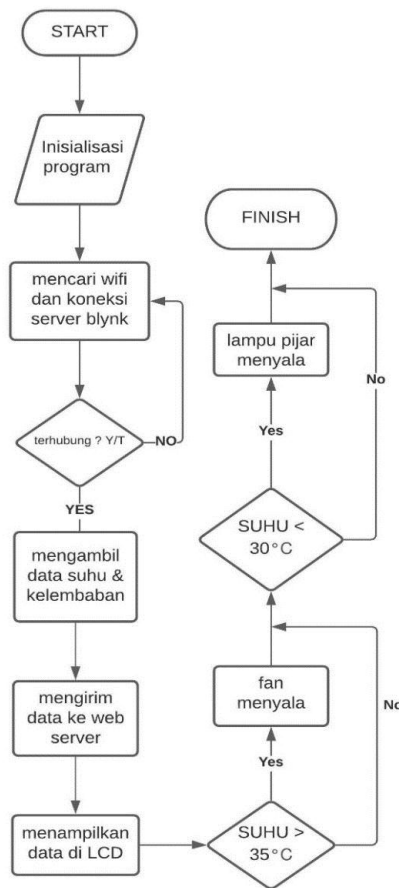 START
Inisialisasi
program
mencari wifi
dan koneksi
server blynk
terhubung ? Y/T
NO
YES
mengambil
data suhu &
kelembaban
mengirim
data ke web
server
menampilkan
data di LCD
SUHU >
35°C
Yes
No
fan
menyala
SUHU <
30°C
Yes
No
lampu pijar
menyala
FINISH